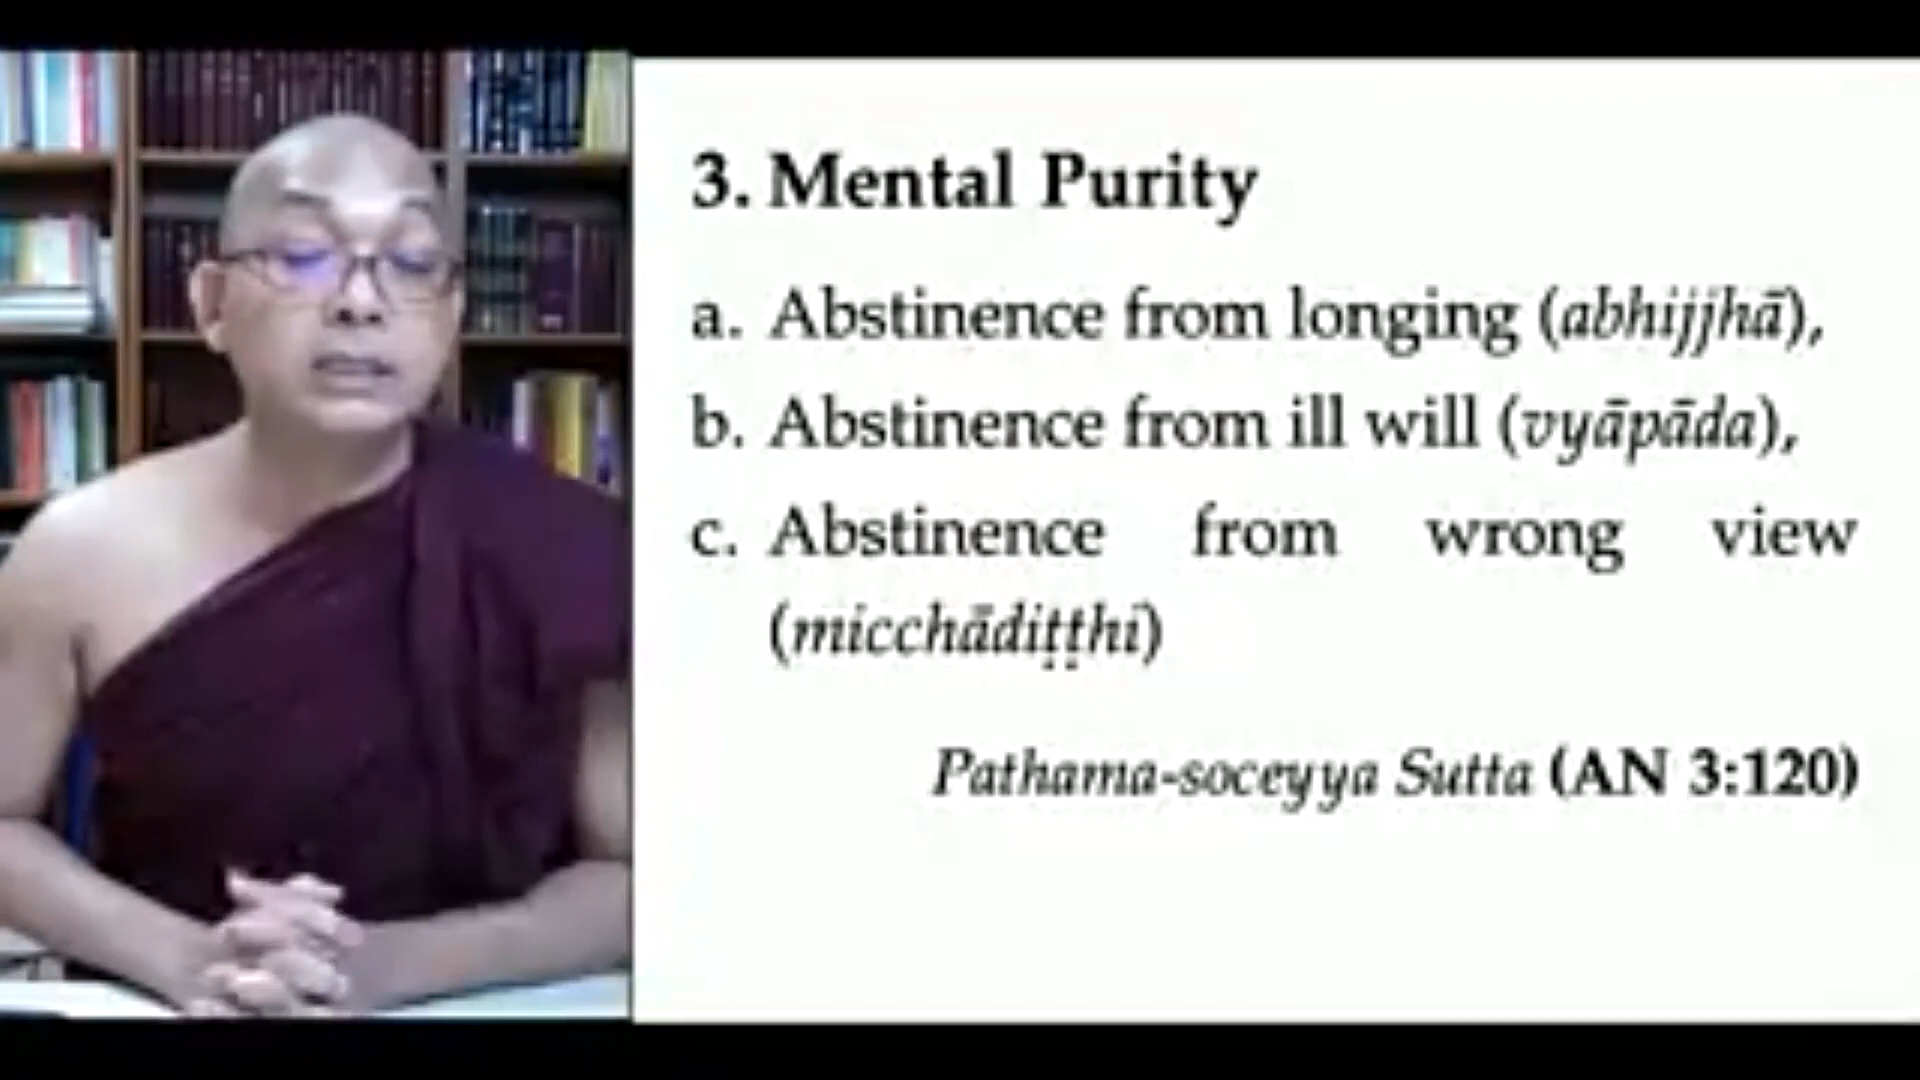 3. Mental Purity
a. Abstinence from longing (abhijjhā),
b. Abstinence from ill will (vyāpāda),
c. Abstinence from wrong view
(micchādiṭṭhi)
Pathama-soceyya Sutta (AN 3:120)